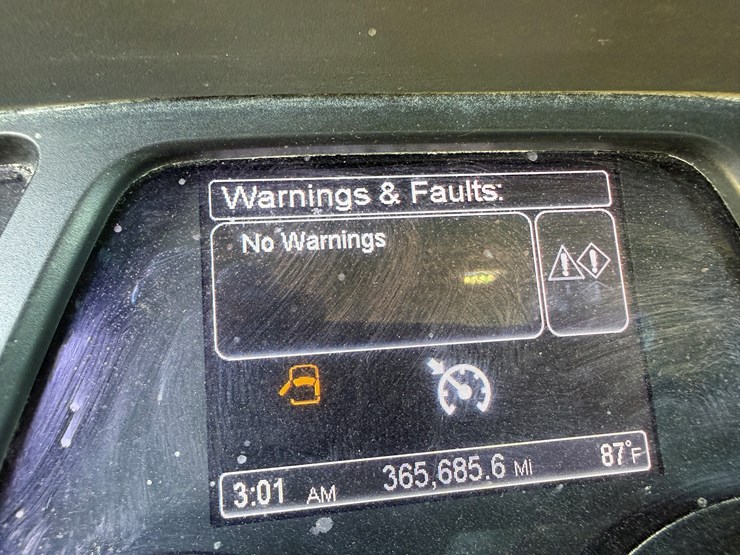 Warnings & Faults:
No Warnings
3:01 AM 365,685.6 Mi 87°F